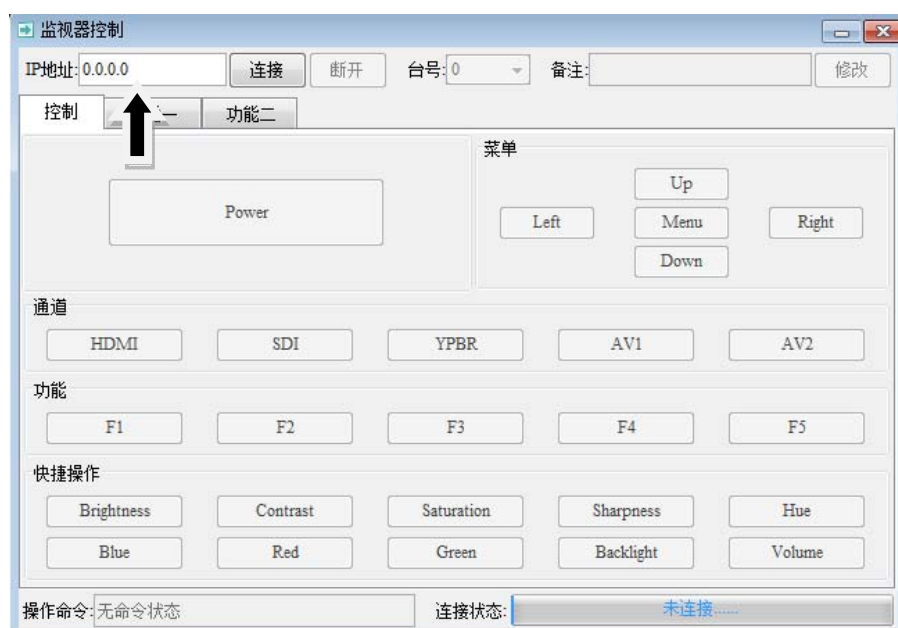 监视器控制
IP地址: 0.0.0.0 连接 断开 台号: 0 备注: 修改
控制 一 功能二
菜单
Power
Up
Left Menu Right
Down
通道
HDMI SDI YPBR AV1 AV2
功能
F1 F2 F3 F4 F5
快捷操作
Brightness Contrast Saturation Sharpness Hue
Blue Red Green Backlight Volume
操作命令: 无命令状态 连接状态: 未连接......